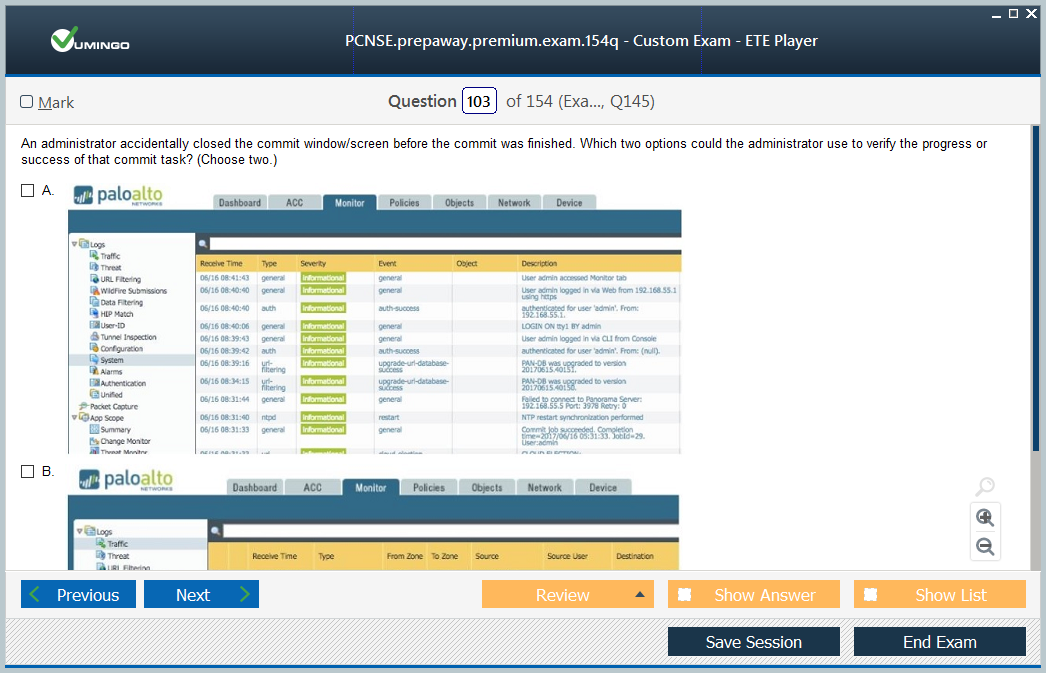 VUMINGO
PCNSE.prepaway.premium.exam.154q - Custom Exam - ETE Player
Mark
Question 103 of 154 (Exa..., Q145)
An administrator accidentally closed the commit window/screen before the commit was finished. Which two options could the administrator use to verify the progress or
success of that commit task? (Choose two.)
A.
paloalto
NETWORKS
Dashboard ACC Monitor Policies Objects Network Device
Logs
Traffic
Threat
URL Filtering
WildFire Submissions
Data Filtering
HIP Match
User-ID
Tunnel Inspection
Configuration
System
Alarms
Authentication
Unified
Packet Capture
App Scope
Summary
Change Monitor
Threat Monitor
Receive Time Type Severity Event Object Description
06/16 08:41:43 general Informational general User admin accessed Monitor tab
06/16 08:40:40 general Informational general User admin logged in via Web from 192.168.55.1
using https
06/16 08:40:40 auth Informational auth-success authenticated for user 'admin'. From:
192.168.55.1.
06/16 08:40:06 general Informational general LOGIN ON tty1 BY admin
06/16 08:39:43 general Informational general User admin logged in via CLI from Console
06/16 08:39:42 auth Informational auth-success authenticated for user 'admin'. From: (null).
06/16 08:39:16 url- Informational upgrade-url-database- PAN-DB was upgraded to version
filtering success 20170615.40151.
06/16 08:34:15 url- Informational upgrade-url-database- PAN-DB was upgraded to version
filtering success 20170615.40150.
06/16 08:31:44 general Informational general Failed to connect to Panorama Server:
192.168.55.5 Port: 3978 Retry: 0
06/16 08:31:40 ntpd Informational restart NTP restart synchronization performed
06/16 08:31:33 general Informational general Commit job succeeded. Completion
time=2017/06/16 05:31:33. JobId=29.
User:admin
B.
paloalto
NETWORKS
Dashboard ACC Monitor Policies Objects Network Device
Logs
Traffic
Threat
URL Filtering
Receive Time Type From Zone To Zone Source Source User Destination
Previous Next Review Show Answer Show List
Save Session End Exam